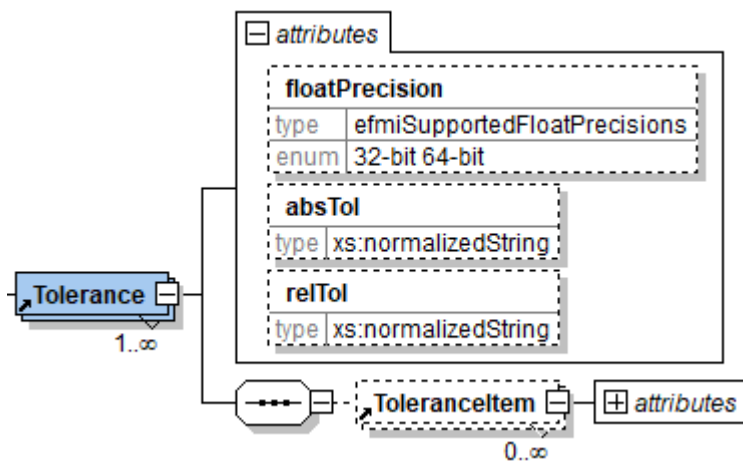 attributes
floatPrecision
type efmiSupportedFloatPrecisions
enum 32-bit 64-bit
absTol
type xs:normalizedString
relTol
type xs:normalizedString
Tolerance
1..∞
ToleranceItem
attributes
0..∞